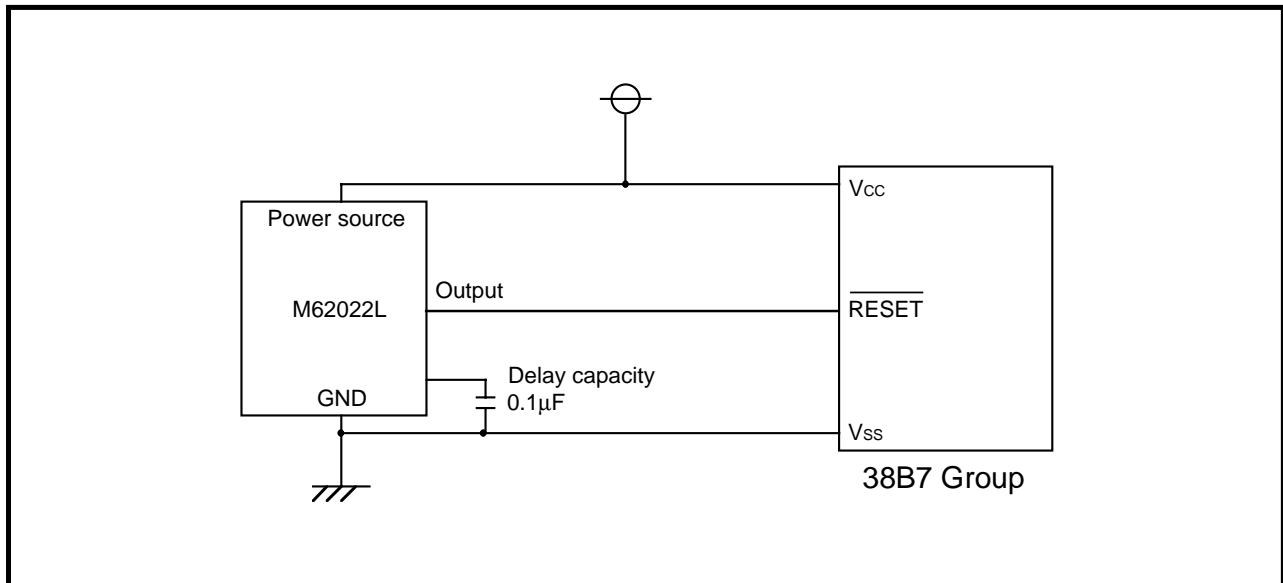 Vcc
Power source
Output
M62022L
RESET
Delay capacity
GND
0.1µF
Vss
38B7 Group